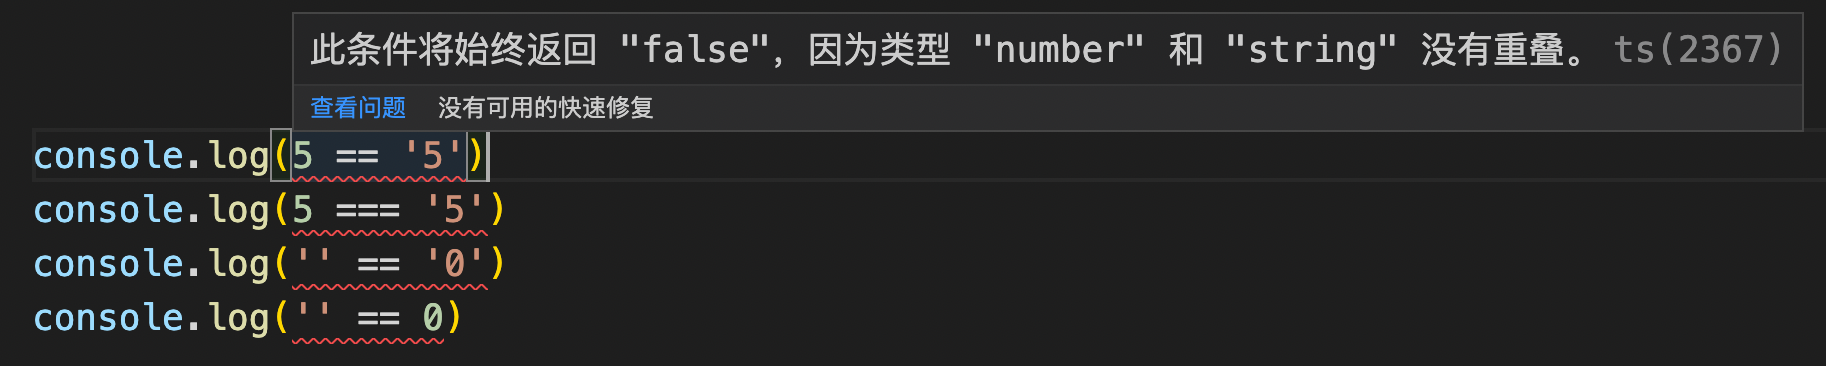 此条件将始终返回 "false"，因为类型 "number" 和 "string" 没有重叠。 ts(2367)
查看问题 没有可用的快速修复
console.log(5 == '5')
console.log(5 === '5')
console.log('' == '0')
console.log('' == 0)